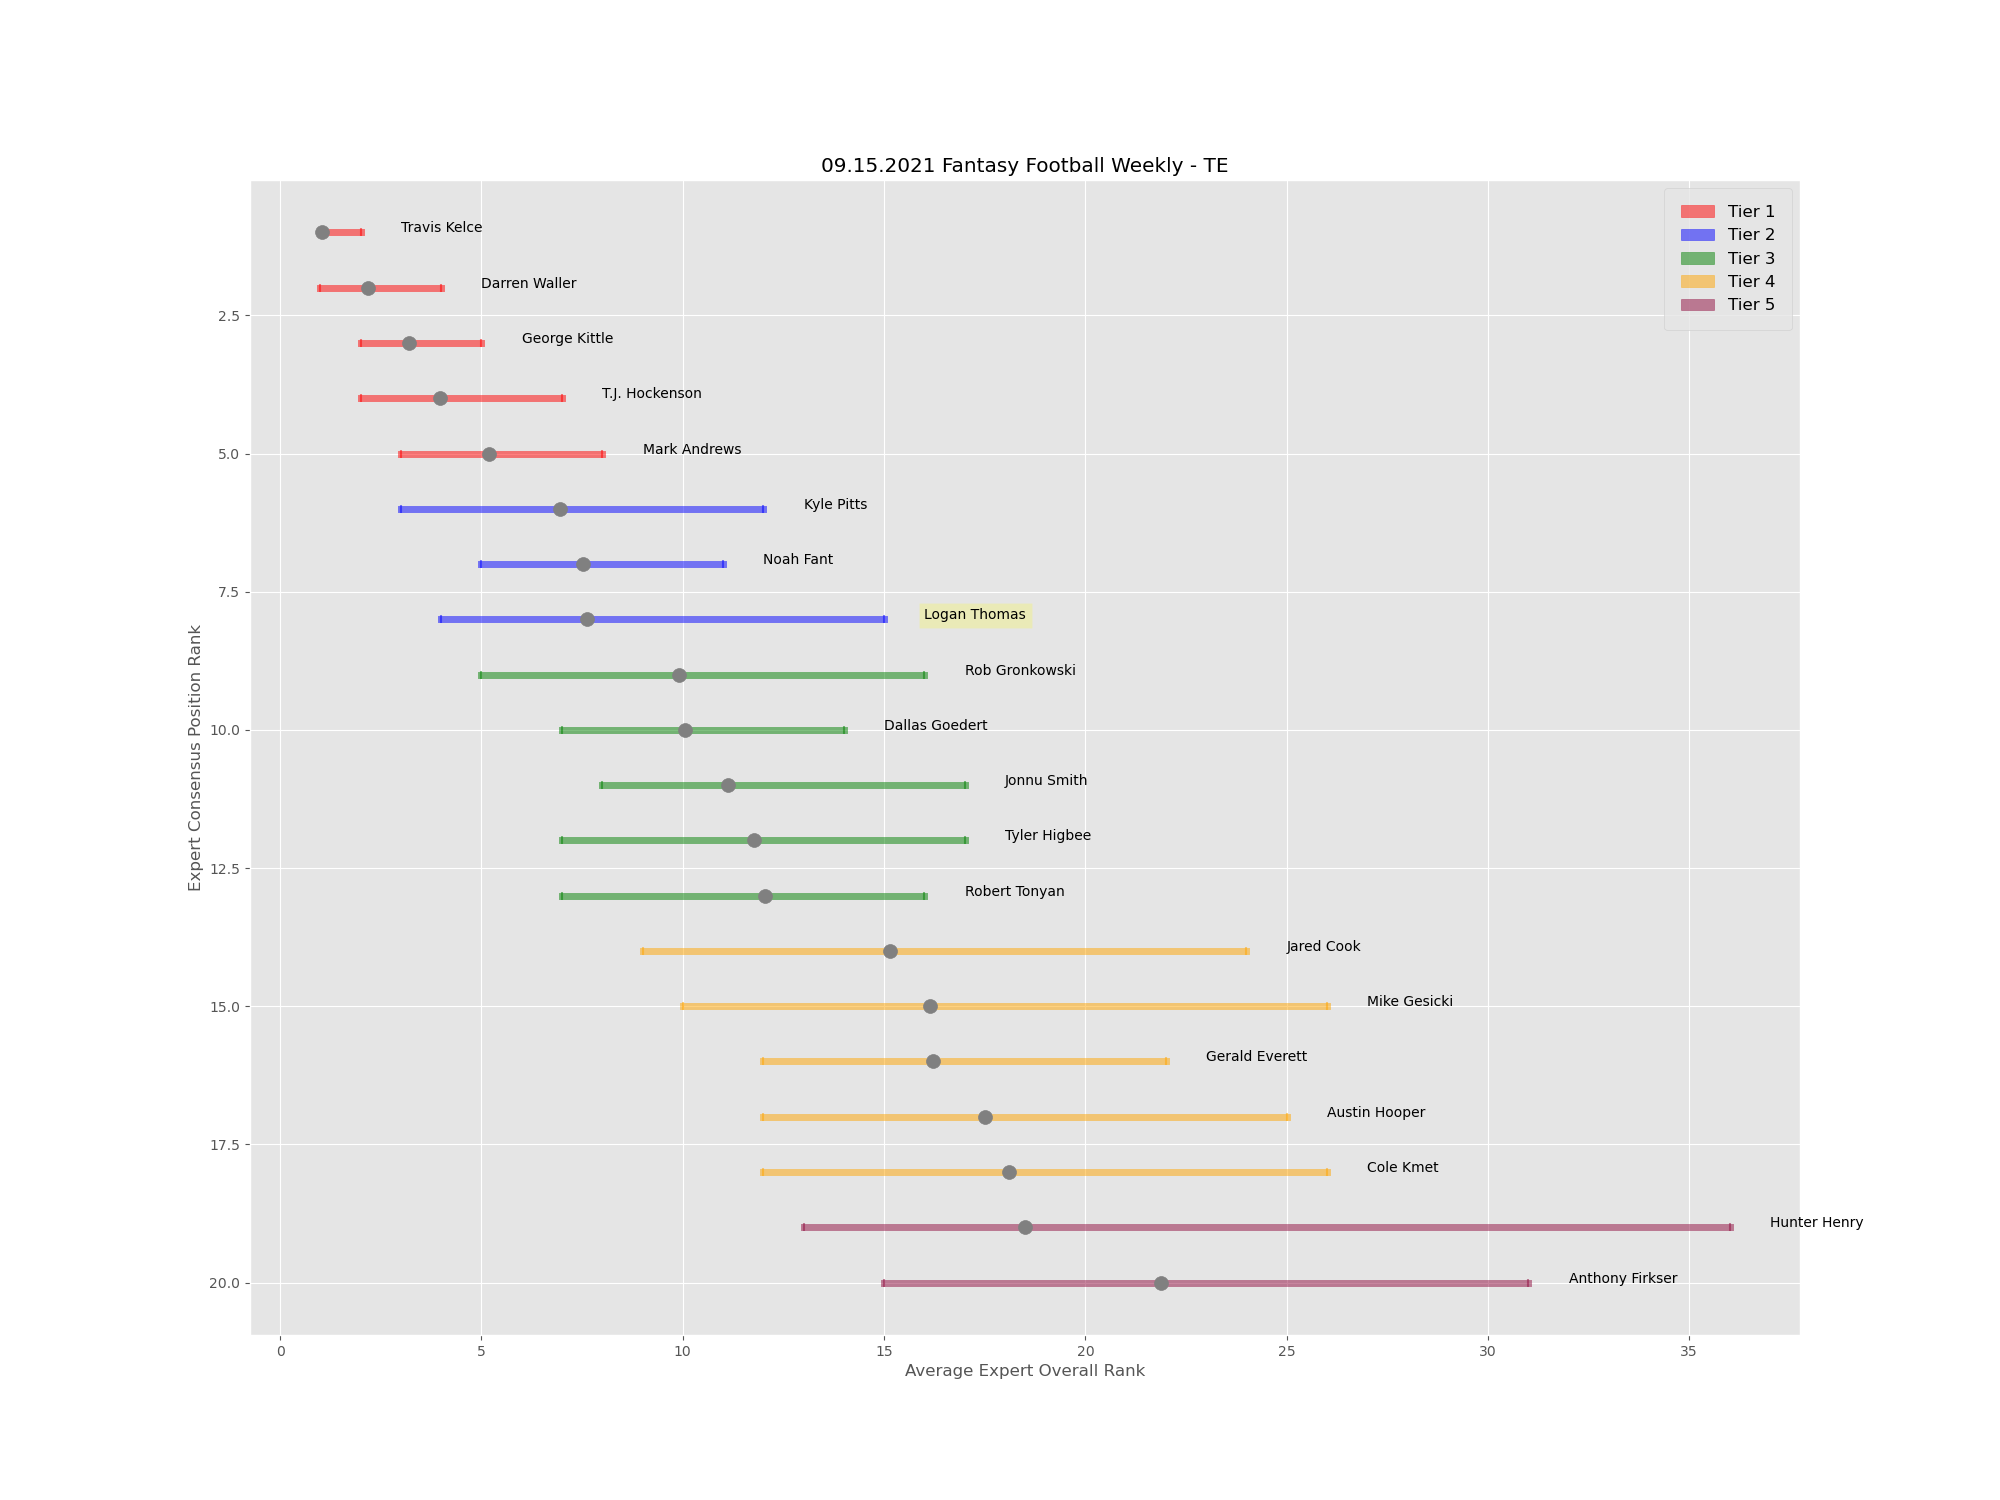 09.15.2021 Fantasy Football Weekly - TE
Tier 1
Tier 2
Tier 3
Tier 4
Tier 5
Travis Kelce
Darren Waller
2.5
George Kittle
T.J. Hockenson
5.0
Mark Andrews
Kyle Pitts
Noah Fant
7.5
Logan Thomas
Rob Gronkowski
10.0
Dallas Goedert
Jonnu Smith
Tyler Higbee
12.5
Robert Tonyan
Jared Cook
15.0
Mike Gesicki
Gerald Everett
Austin Hooper
17.5
Cole Kmet
Hunter Henry
20.0
Anthony Firkser
Expert Consensus Position Rank
0 5 10 15 20 25 30 35
Average Expert Overall Rank